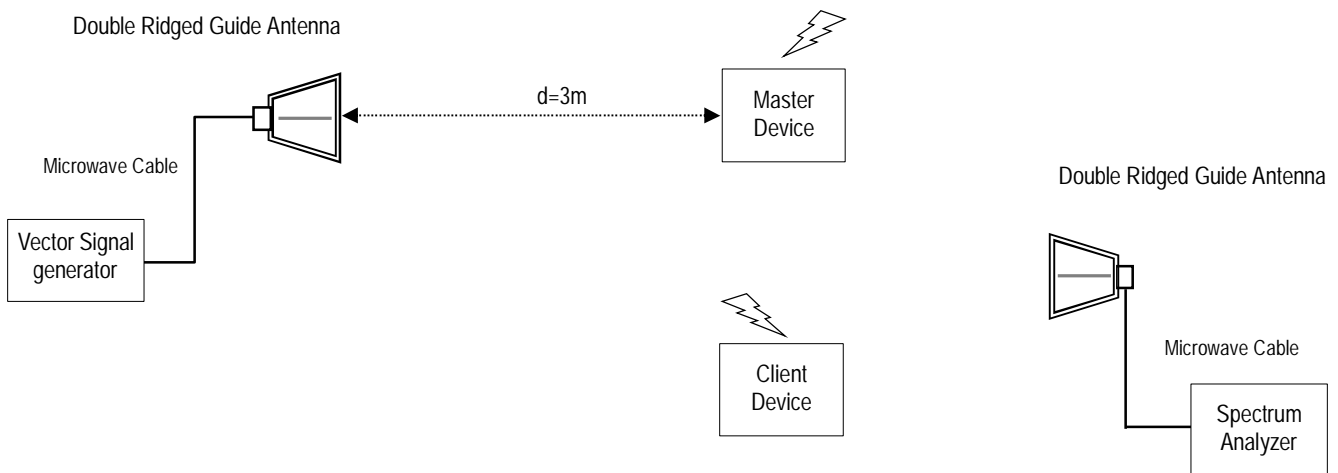 Double Ridged Guide Antenna
d=3m
Master
Device
Microwave Cable
Double Ridged Guide Antenna
Vector Signal
generator
Microwave Cable
Client
Device
Spectrum
Analyzer